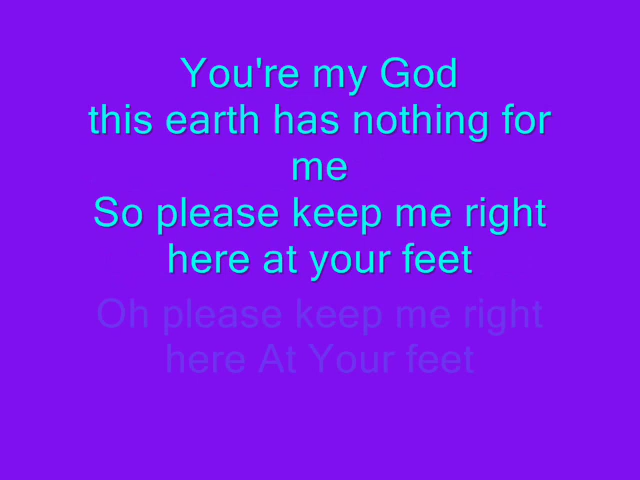 You're my God
this earth has nothing for
me
So please keep me right
here at your feet
Oh please keep me right
here At Your feet